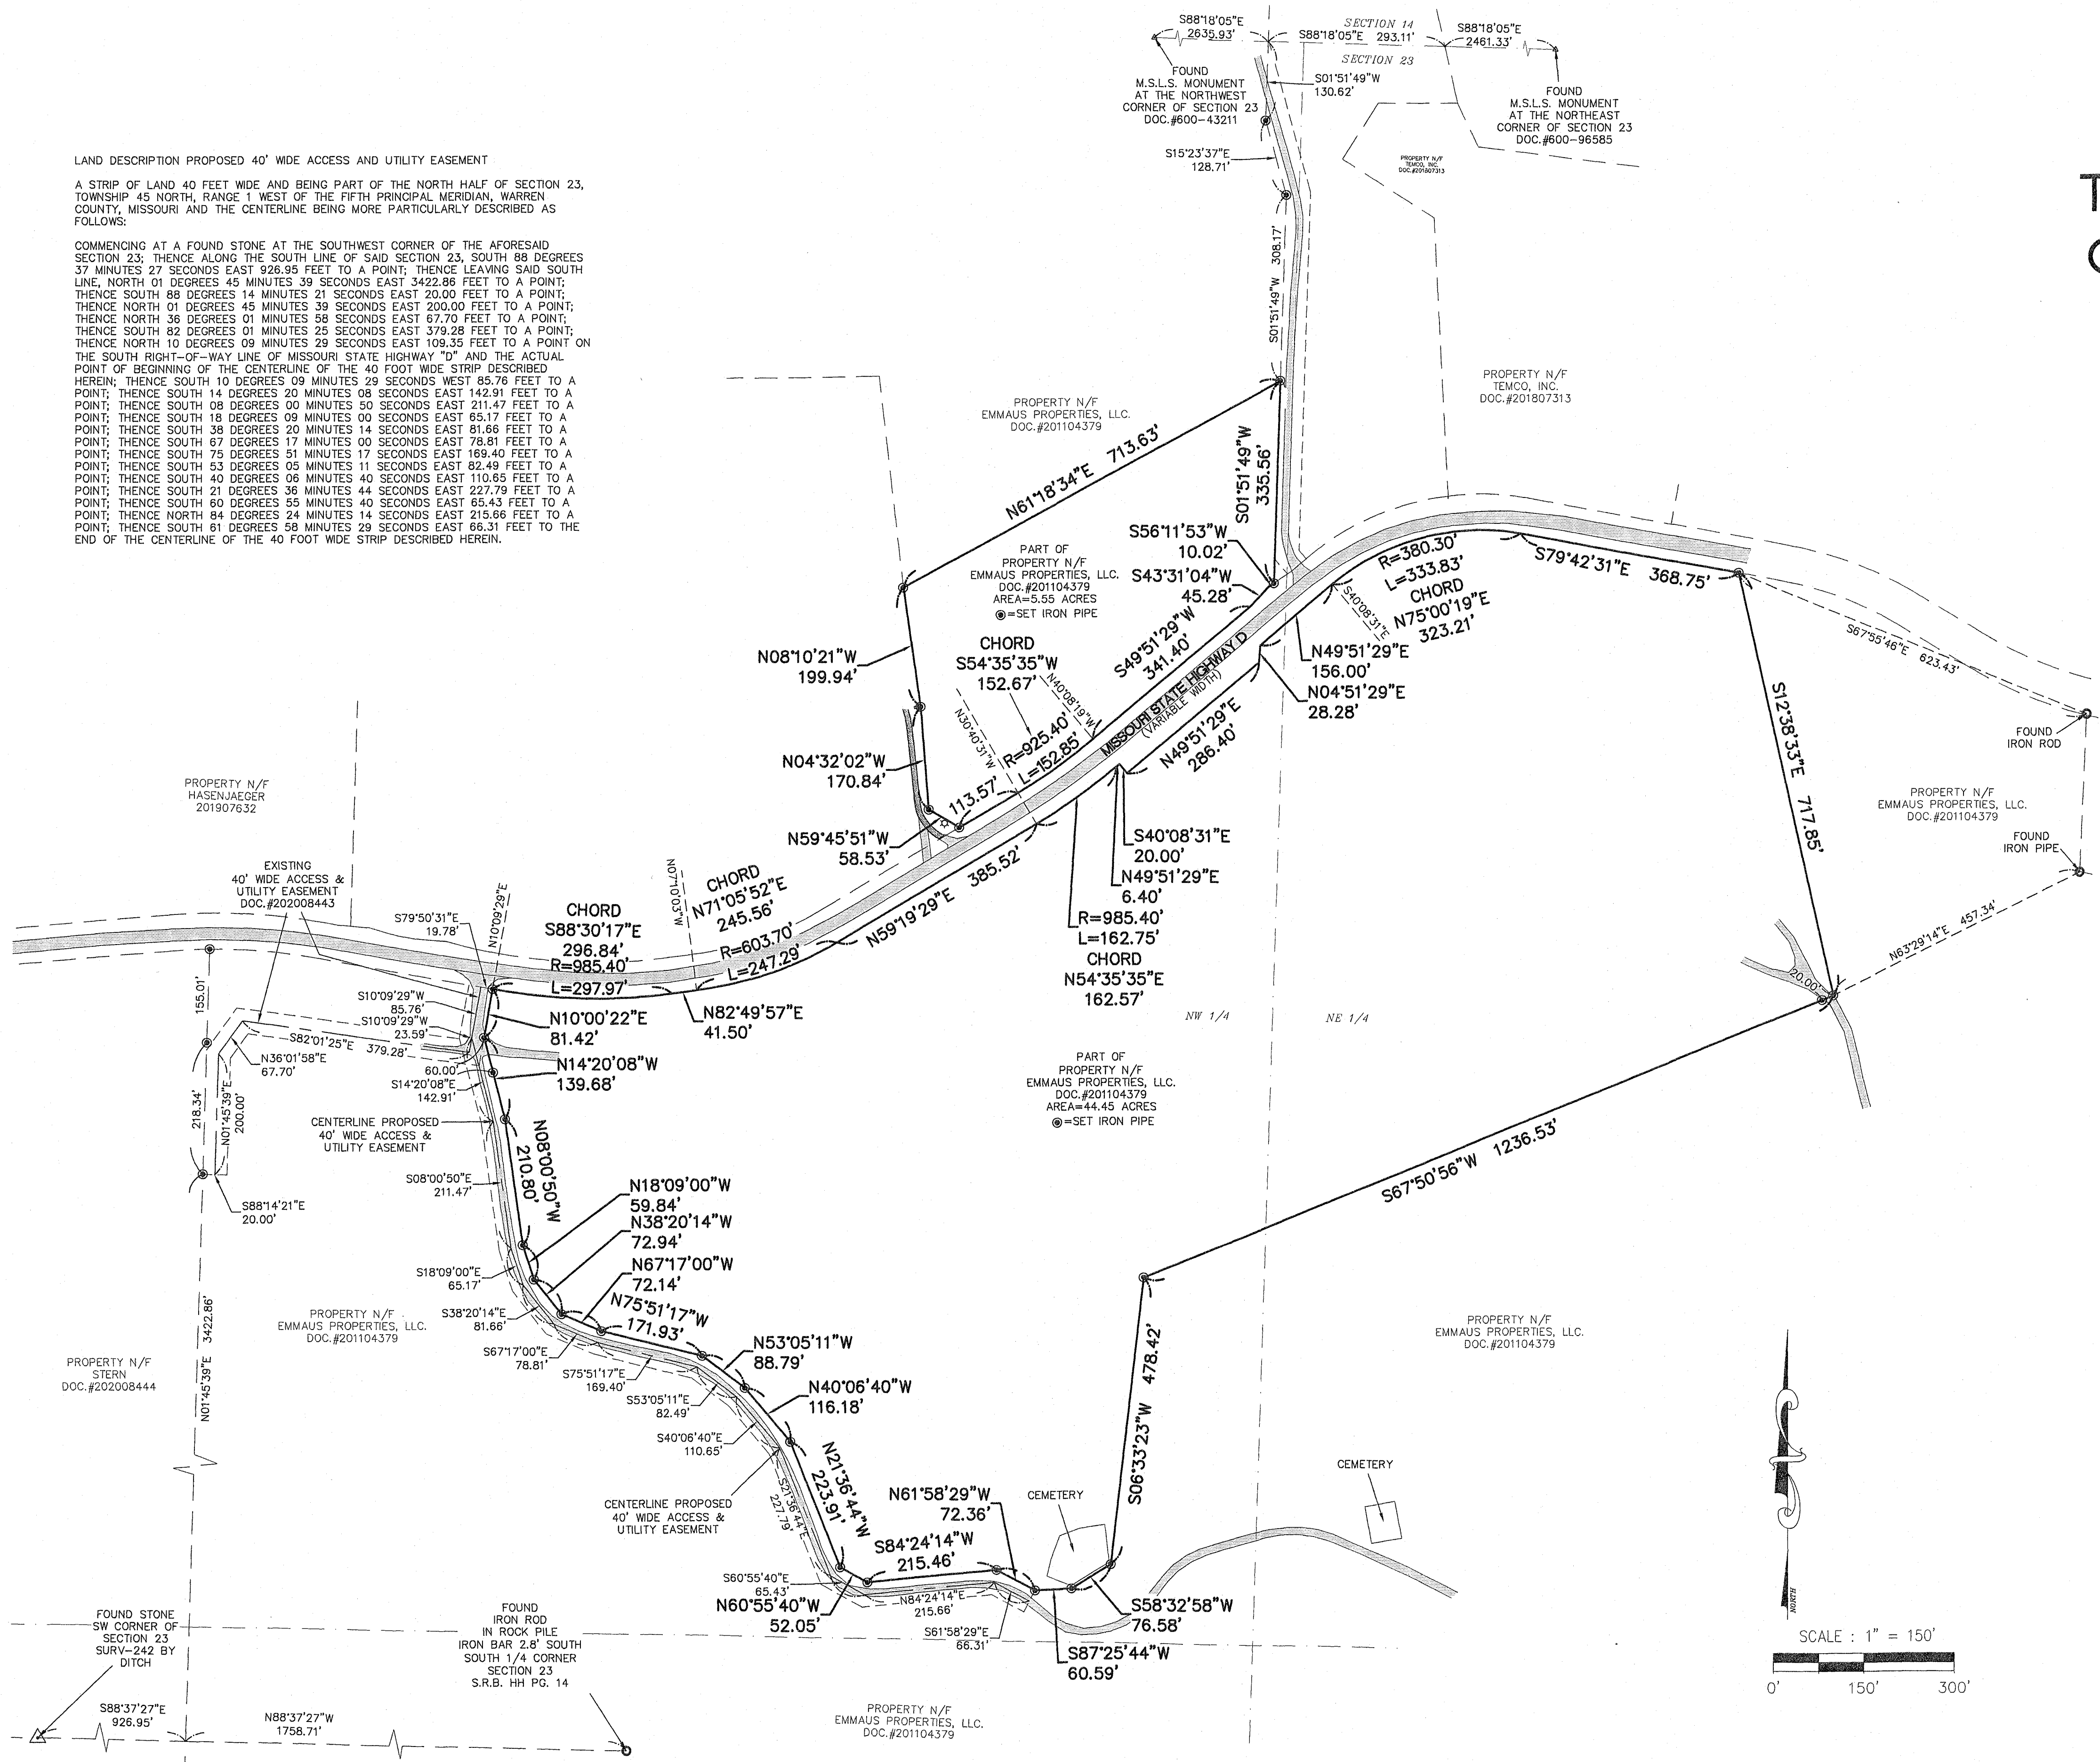 LAND DESCRIPTION PROPOSED 40' WIDE ACCESS AND UTILITY EASEMENT
A STRIP OF LAND 40 FEET WIDE AND BEING PART OF THE NORTH HALF OF SECTION 23,
TOWNSHIP 45 NORTH, RANGE 1 WEST OF THE FIFTH PRINCIPAL MERIDIAN, WARREN
COUNTY, MISSOURI AND THE CENTERLINE BEING MORE PARTICULARLY DESCRIBED AS
FOLLOWS:
COMMENCING AT A FOUND STONE AT THE SOUTHWEST CORNER OF THE AFORESAID
SECTION 23; THENCE ALONG THE SOUTH LINE OF SAID SECTION 23, SOUTH 88 DEGREES
37 MINUTES 27 SECONDS EAST 926.95 FEET TO A POINT; THENCE LEAVING SAID SOUTH
LINE, NORTH 01 DEGREES 45 MINUTES 39 SECONDS EAST 3422.86 FEET TO A POINT;
THENCE SOUTH 88 DEGREES 14 MINUTES 21 SECONDS EAST 20.00 FEET TO A POINT;
THENCE NORTH 01 DEGREES 45 MINUTES 39 SECONDS EAST 200.00 FEET TO A POINT;
THENCE NORTH 36 DEGREES 01 MINUTES 58 SECONDS EAST 67.70 FEET TO A POINT;
THENCE SOUTH 82 DEGREES 01 MINUTES 25 SECONDS EAST 379.28 FEET TO A POINT;
THENCE NORTH 10 DEGREES 09 MINUTES 29 SECONDS EAST 109.35 FEET TO A POINT ON
THE SOUTH RIGHT-OF-WAY LINE OF MISSOURI STATE HIGHWAY "D" AND THE ACTUAL
POINT OF BEGINNING OF THE CENTERLINE OF THE 40 FOOT WIDE STRIP DESCRIBED
HEREIN; THENCE SOUTH 10 DEGREES 09 MINUTES 29 SECONDS WEST 85.76 FEET TO A
POINT; THENCE SOUTH 14 DEGREES 20 MINUTES 08 SECONDS EAST 142.91 FEET TO A
POINT; THENCE SOUTH 08 DEGREES 00 MINUTES 50 SECONDS EAST 211.47 FEET TO A
POINT; THENCE SOUTH 18 DEGREES 09 MINUTES 00 SECONDS EAST 65.17 FEET TO A
POINT; THENCE SOUTH 38 DEGREES 20 MINUTES 14 SECONDS EAST 81.66 FEET TO A
POINT; THENCE SOUTH 67 DEGREES 17 MINUTES 00 SECONDS EAST 78.81 FEET TO A
POINT; THENCE SOUTH 75 DEGREES 51 MINUTES 17 SECONDS EAST 169.40 FEET TO A
POINT; THENCE SOUTH 53 DEGREES 05 MINUTES 11 SECONDS EAST 82.49 FEET TO A
POINT; THENCE SOUTH 40 DEGREES 06 MINUTES 40 SECONDS EAST 110.65 FEET TO A
POINT; THENCE SOUTH 21 DEGREES 36 MINUTES 44 SECONDS EAST 227.79 FEET TO A
POINT; THENCE SOUTH 60 DEGREES 55 MINUTES 40 SECONDS EAST 65.43 FEET TO A
POINT; THENCE NORTH 84 DEGREES 24 MINUTES 14 SECONDS EAST 215.66 FEET TO A
POINT; THENCE SOUTH 61 DEGREES 58 MINUTES 29 SECONDS EAST 66.31 FEET TO THE
END OF THE CENTERLINE OF THE 40 FOOT WIDE STRIP DESCRIBED HEREIN.
S88°18'05"E
2635.93'
SECTION 14
S88°18'05"E 293.11'
SECTION 23
S88°18'05"E
2461.33'
FOUND
M.S.L.S. MONUMENT
AT THE NORTHWEST
CORNER OF SECTION 23
DOC.#600-43211
S01°51'49"W
130.62'
FOUND
M.S.L.S. MONUMENT
AT THE NORTHEAST
CORNER OF SECTION 23
DOC.#600-96585
S15°23'37"E
128.71'
PROPERTY N/F
TEMCO, INC.
DOC.#201807313
T
S01°51'49"W 308.17'
PROPERTY N/F
TEMCO, INC.
DOC.#201807313
PROPERTY N/F
EMMAUS PROPERTIES, LLC.
DOC.#201104379
N61°18'34"E 713.63'
S01°51'49"W
335.56'
S56°11'53"W
10.02'
S43°31'04"W
45.28'
PART OF
PROPERTY N/F
EMMAUS PROPERTIES, LLC.
DOC.#201104379
AREA=5.55 ACRES
=SET IRON PIPE
R=380.30'
L=333.83'
CHORD
N75°00'19"E
323.21'
S79°42'31"E 368.75'
S40°08'31"E
S67°55'46"E 623.43'
N08°10'21"W
199.94'
CHORD
S54°35'35"W
152.67'
S49°51'29"W
341.40'
MISSOURI STATE HIGHWAY D
(VARIABLE WIDTH)
N49°51'29"E
156.00'
N04°51'29"E
28.28'
N40°08'19"W
N30°40'31"W
R=925.40'
L=152.85'
N49°51'29"E
286.40'
S12°38'33"E 717.85'
FOUND
IRON ROD
N04°32'02"W
170.84'
113.57'
N59°45'51"W
58.53'
PROPERTY N/F
HASENJAEGER
201907632
PROPERTY N/F
EMMAUS PROPERTIES, LLC.
DOC.#201104379
FOUND
IRON PIPE
S40°08'31"E
20.00'
N49°51'29"E
6.40'
R=985.40'
L=162.75'
CHORD
N54°35'35"E
162.57'
EXISTING
40' WIDE ACCESS &
UTILITY EASEMENT
DOC.#202008443
S79°50'31"E
19.78'
N10°09'29"E
CHORD
S88°30'17"E
296.84'
R=985.40'
L=297.97'
N07°10'03"W
CHORD
N71°05'52"E
245.56'
R=603.70'
L=247.29'
N59°19'29"E 385.52'
N63°29'14"E 457.34'
20.00'
155.01'
S10°09'29"W
85.76'
S10°09'29"W
23.59'
N10°00'22"E
81.42'
N82°49'57"E
41.50'
NW 1/4
NE 1/4
S82°01'25"E 379.28'
N36°01'58"E
67.70'
60.00'
S14°20'08"E
142.91'
N14°20'08"W
139.68'
PART OF
PROPERTY N/F
EMMAUS PROPERTIES, LLC.
DOC.#201104379
AREA=44.45 ACRES
=SET IRON PIPE
218.34'
N01°45'39"E
200.00'
CENTERLINE PROPOSED
40' WIDE ACCESS &
UTILITY EASEMENT
N08°00'50"W
210.80'
S67°50'56"W 1236.53'
S08°00'50"E
211.47'
S88°14'21"E
20.00'
N18°09'00"W
59.84'
N38°20'14"W
72.94'
N67°17'00"W
72.14'
S18°09'00"E
65.17'
N75°51'17"W
171.93'
S38°20'14"E
81.66'
PROPERTY N/F
EMMAUS PROPERTIES, LLC.
DOC.#201104379
N01°45'39"E 3422.86'
PROPERTY N/F
STERN
DOC.#202008444
S67°17'00"E
78.81'
S75°51'17"E
169.40'
N53°05'11"W
88.79'
S53°05'11"E
82.49'
N40°06'40"W
116.18'
S40°06'40"E
110.65'
S06°33'23"W 478.42'
PROPERTY N/F
EMMAUS PROPERTIES, LLC.
DOC.#201104379
N21°36'44"W
223.91'
S21°36'44"E
227.79'
CENTERLINE PROPOSED
40' WIDE ACCESS &
UTILITY EASEMENT
CEMETERY
CEMETERY
N61°58'29"W
72.36'
S84°24'14"W
215.46'
S60°55'40"E
65.43'
N60°55'40"W
52.05'
N84°24'14"E
215.66'
S61°58'29"E
66.31'
S58°32'58"W
76.58'
S87°25'44"W
60.59'
FOUND STONE
SW CORNER OF
SECTION 23
SURV-242 BY
DITCH
FOUND
IRON ROD
IN ROCK PILE
IRON BAR 2.8' SOUTH
SOUTH 1/4 CORNER
SECTION 23
S.R.B. HH PG. 14
NORTH
SCALE : 1" = 150'
0' 150' 300'
S88°37'27"E
926.95'
N88°37'27"W
1758.71'
PROPERTY N/F
EMMAUS PROPERTIES, LLC.
DOC.#201104379